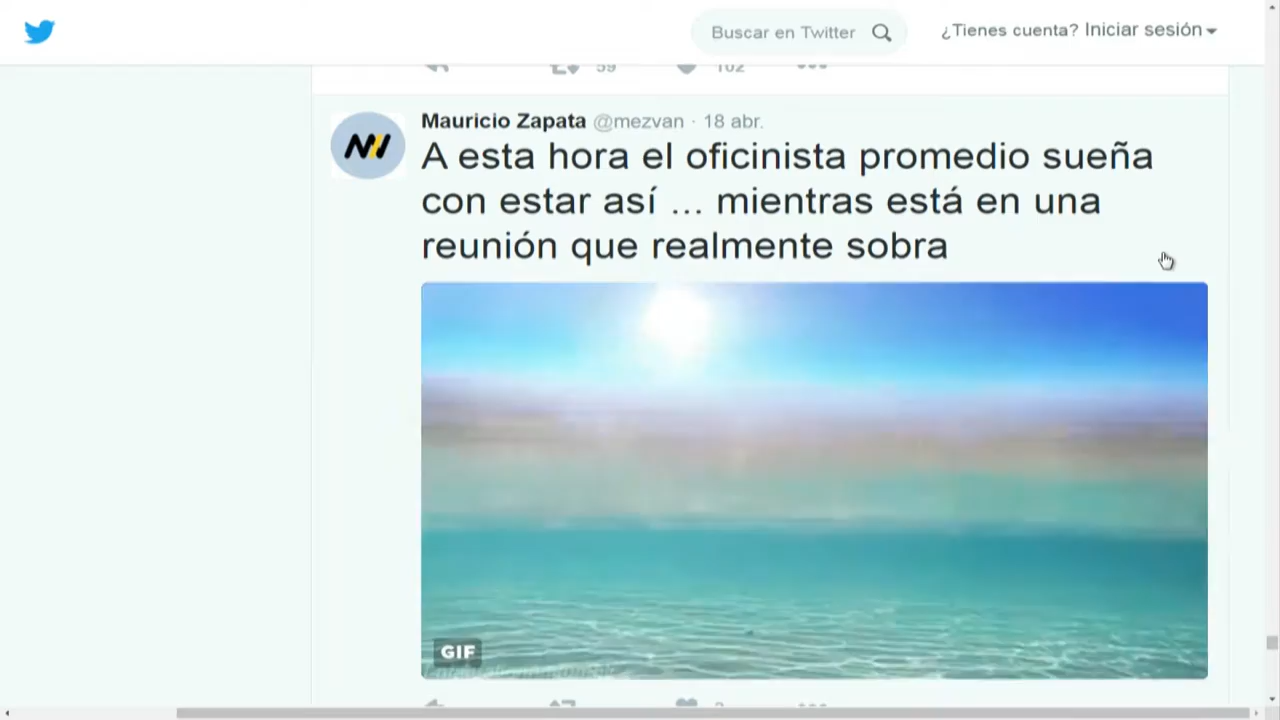 Buscar en Twitter
¿Tienes cuenta? Iniciar sesión
59
102
Mauricio Zapata @mezvan · 18 abr.
A esta hora el oficinista promedio sueña
con estar así ... mientras está en una
reunión que realmente sobra
GIF